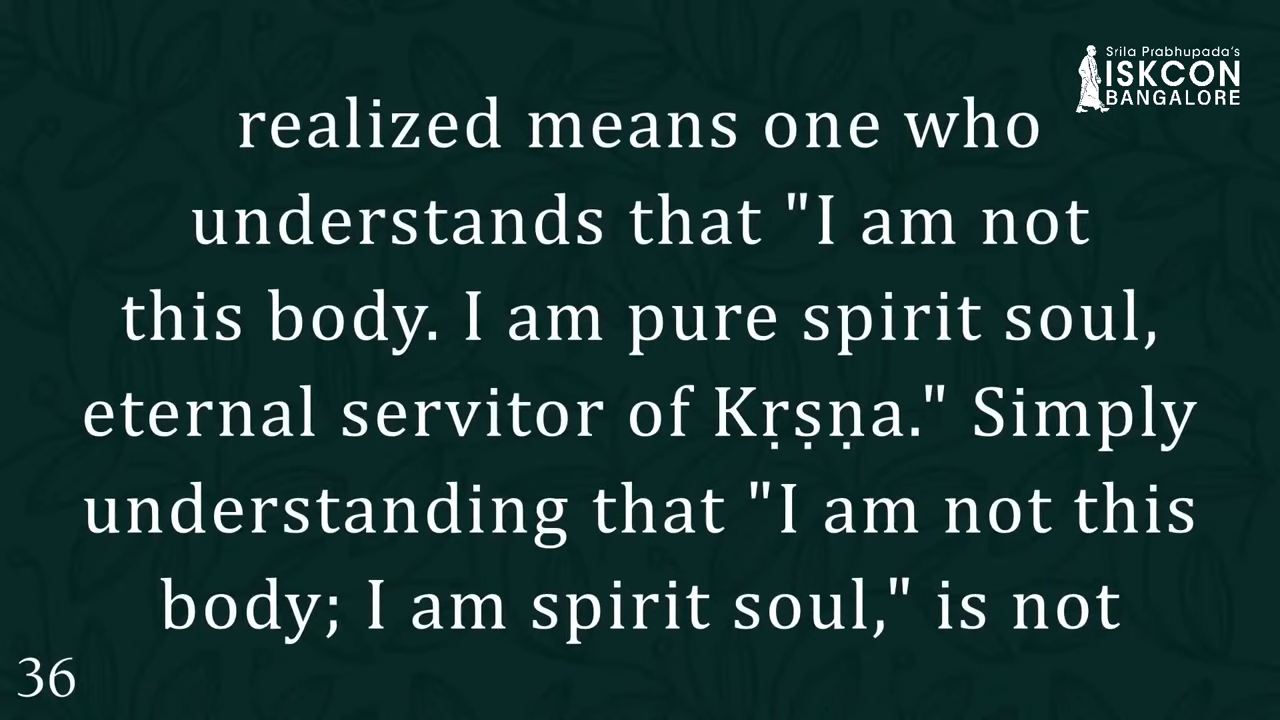 Srila Prabhupada's
ISKCON
BANGALORE
realized means one who
understands that "I am not
this body. I am pure spirit soul,
eternal servitor of Kṛṣṇa." Simply
understanding that "I am not this
body; I am spirit soul," is not
36